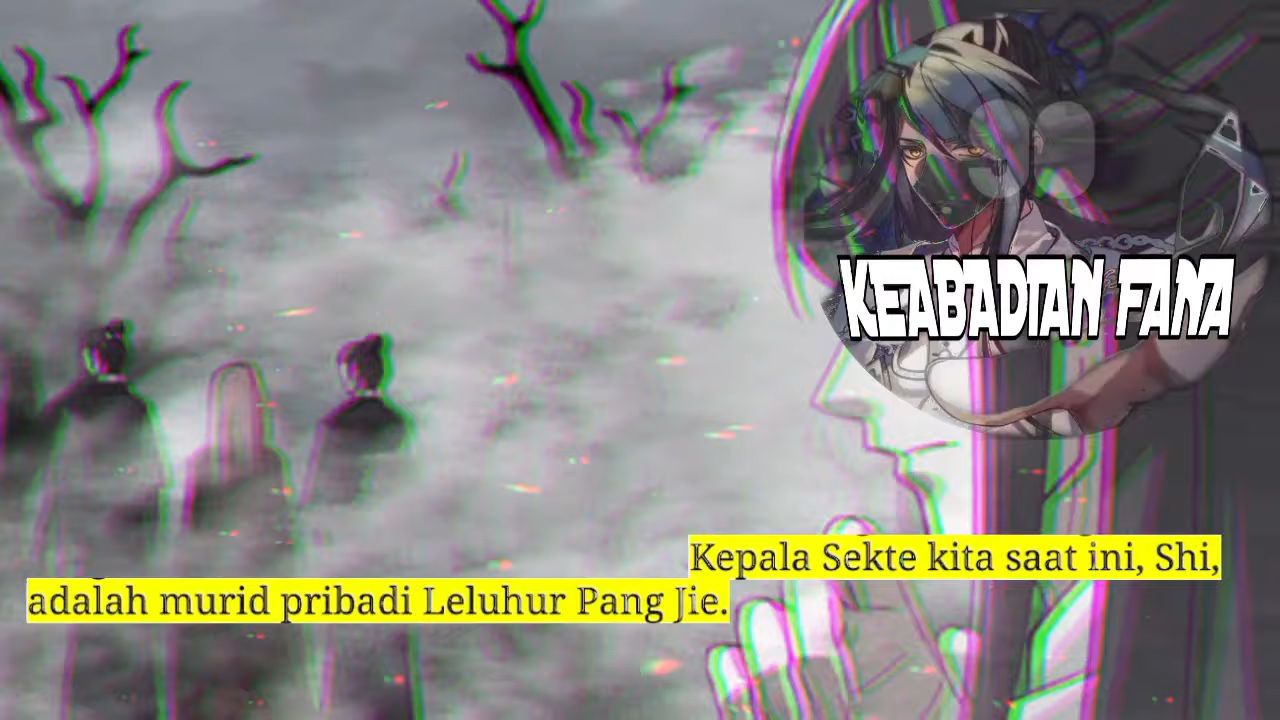 KEABADIAN FANA
Kepala Sekte kita saat ini, Shi,
adalah murid pribadi Leluhur Pang Jie.